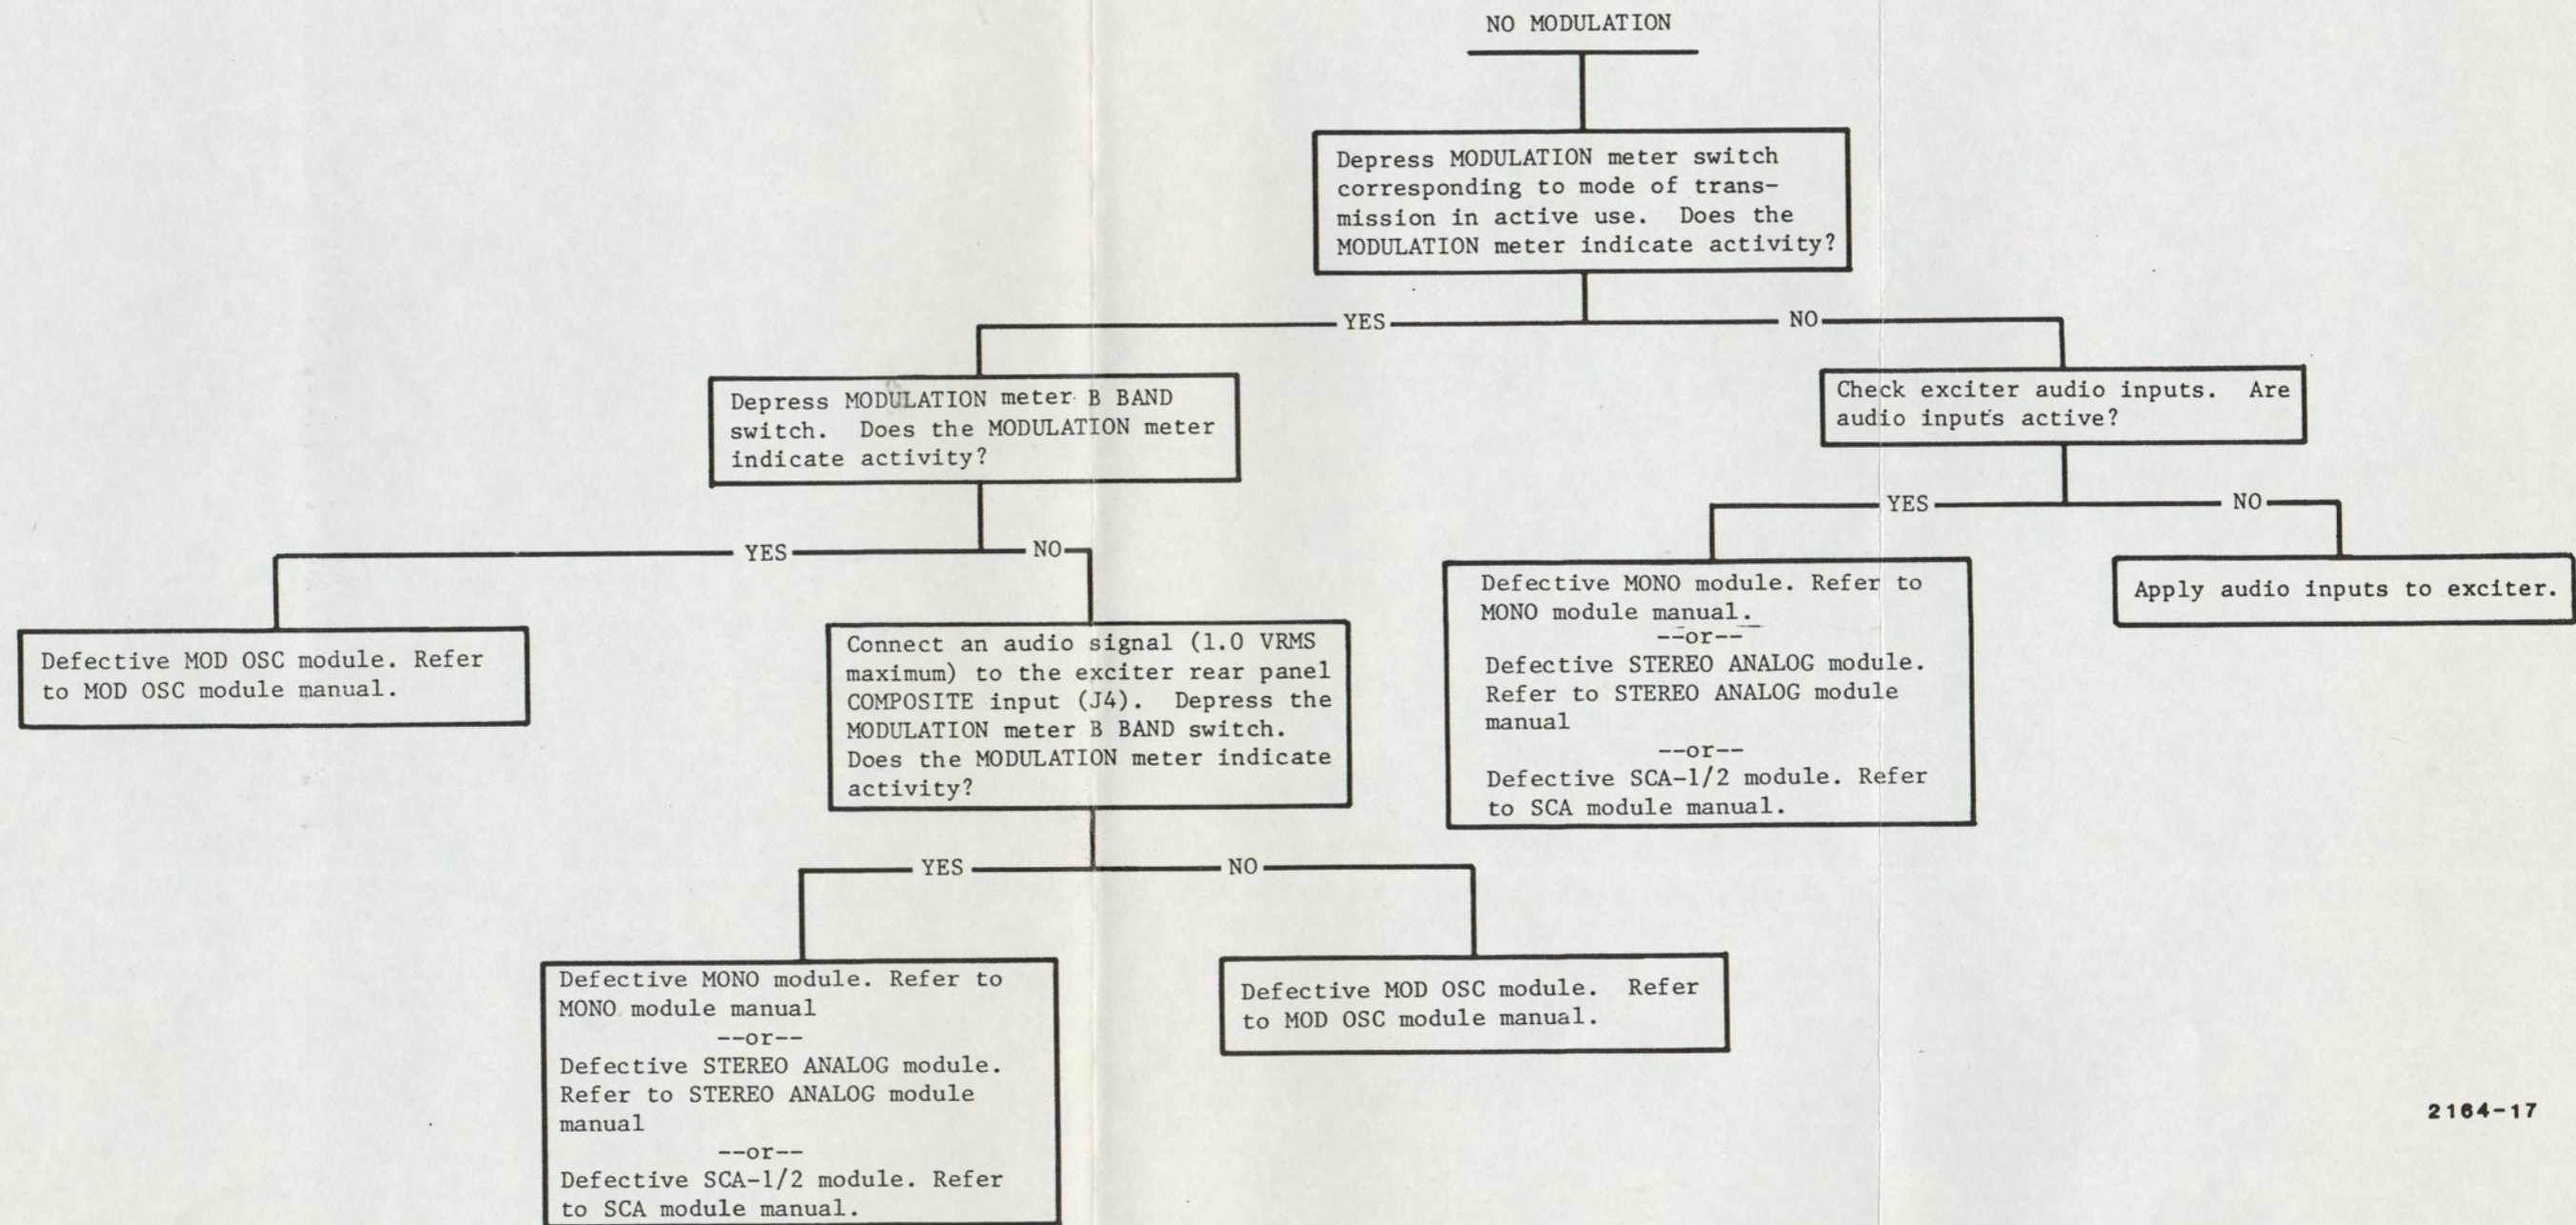 NO MODULATION
Depress MODULATION meter switch
corresponding to mode of trans-
mission in active use. Does the
MODULATION meter indicate activity?
YES
NO
Depress MODULATION meter B BAND
switch. Does the MODULATION meter
indicate activity?
Check exciter audio inputs. Are
audio inputs active?
YES
NO
YES
NO
Defective MOD OSC module. Refer
to MOD OSC module manual.
Connect an audio signal (1.0 VRMS
maximum) to the exciter rear panel
COMPOSITE input (J4). Depress the
MODULATION meter B BAND switch.
Does the MODULATION meter indicate
activity?
Defective MONO module. Refer to
MONO module manual.
--or--
Defective STEREO ANALOG module.
Refer to STEREO ANALOG module
manual
--or--
Defective SCA-1/2 module. Refer
to SCA module manual.
Apply audio inputs to exciter.
YES
NO
Defective MONO module. Refer to
MONO module manual
--or--
Defective STEREO ANALOG module.
Refer to STEREO ANALOG module
manual
--or--
Defective SCA-1/2 module. Refer
to SCA module manual.
Defective MOD OSC module. Refer
to MOD OSC module manual.
2164-17